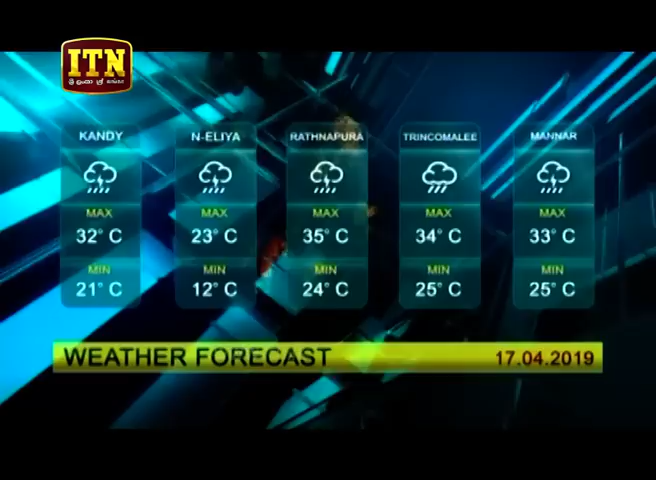 ITN
ශ්‍රී ලංකා ஸ்ரீ லங்கா
KANDY
MAX
32° C
MIN
21° C
N-ELIYA
MAX
23° C
MIN
12° C
RATHNAPURA
MAX
35° C
MIN
24° C
TRINCOMALEE
MAX
34° C
MIN
25° C
MANNAR
MAX
33° C
MIN
25° C
WEATHER FORECAST
17.04.2019